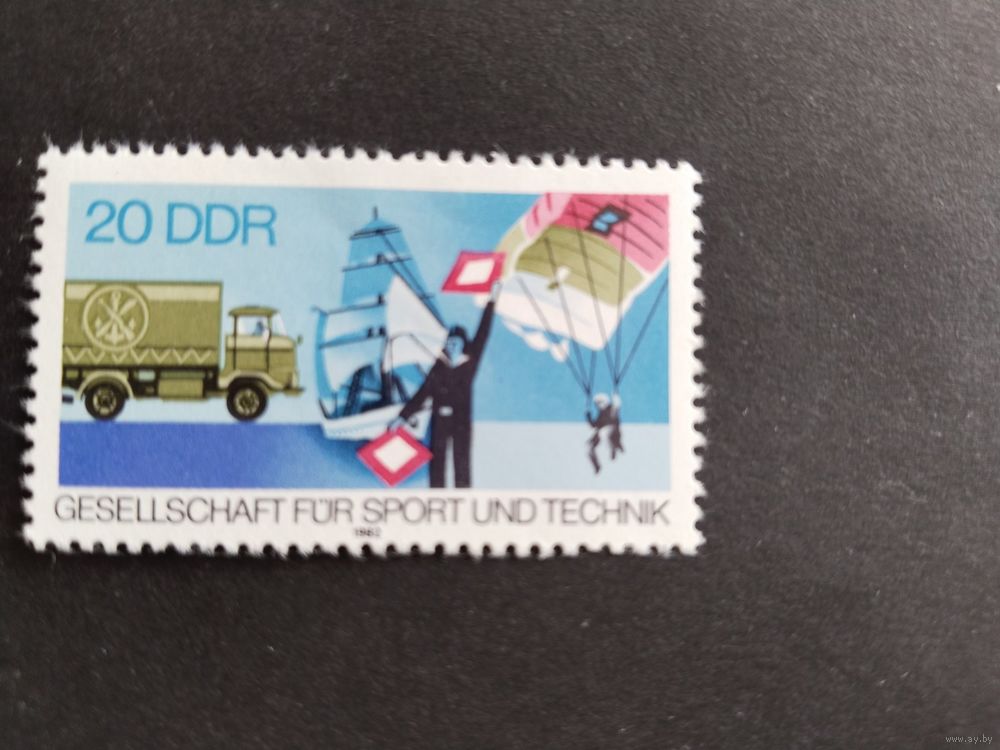 20 DDR
GESELLSCHAFT FÜR SPORT UND TECHNIK
1982
www.ay.by